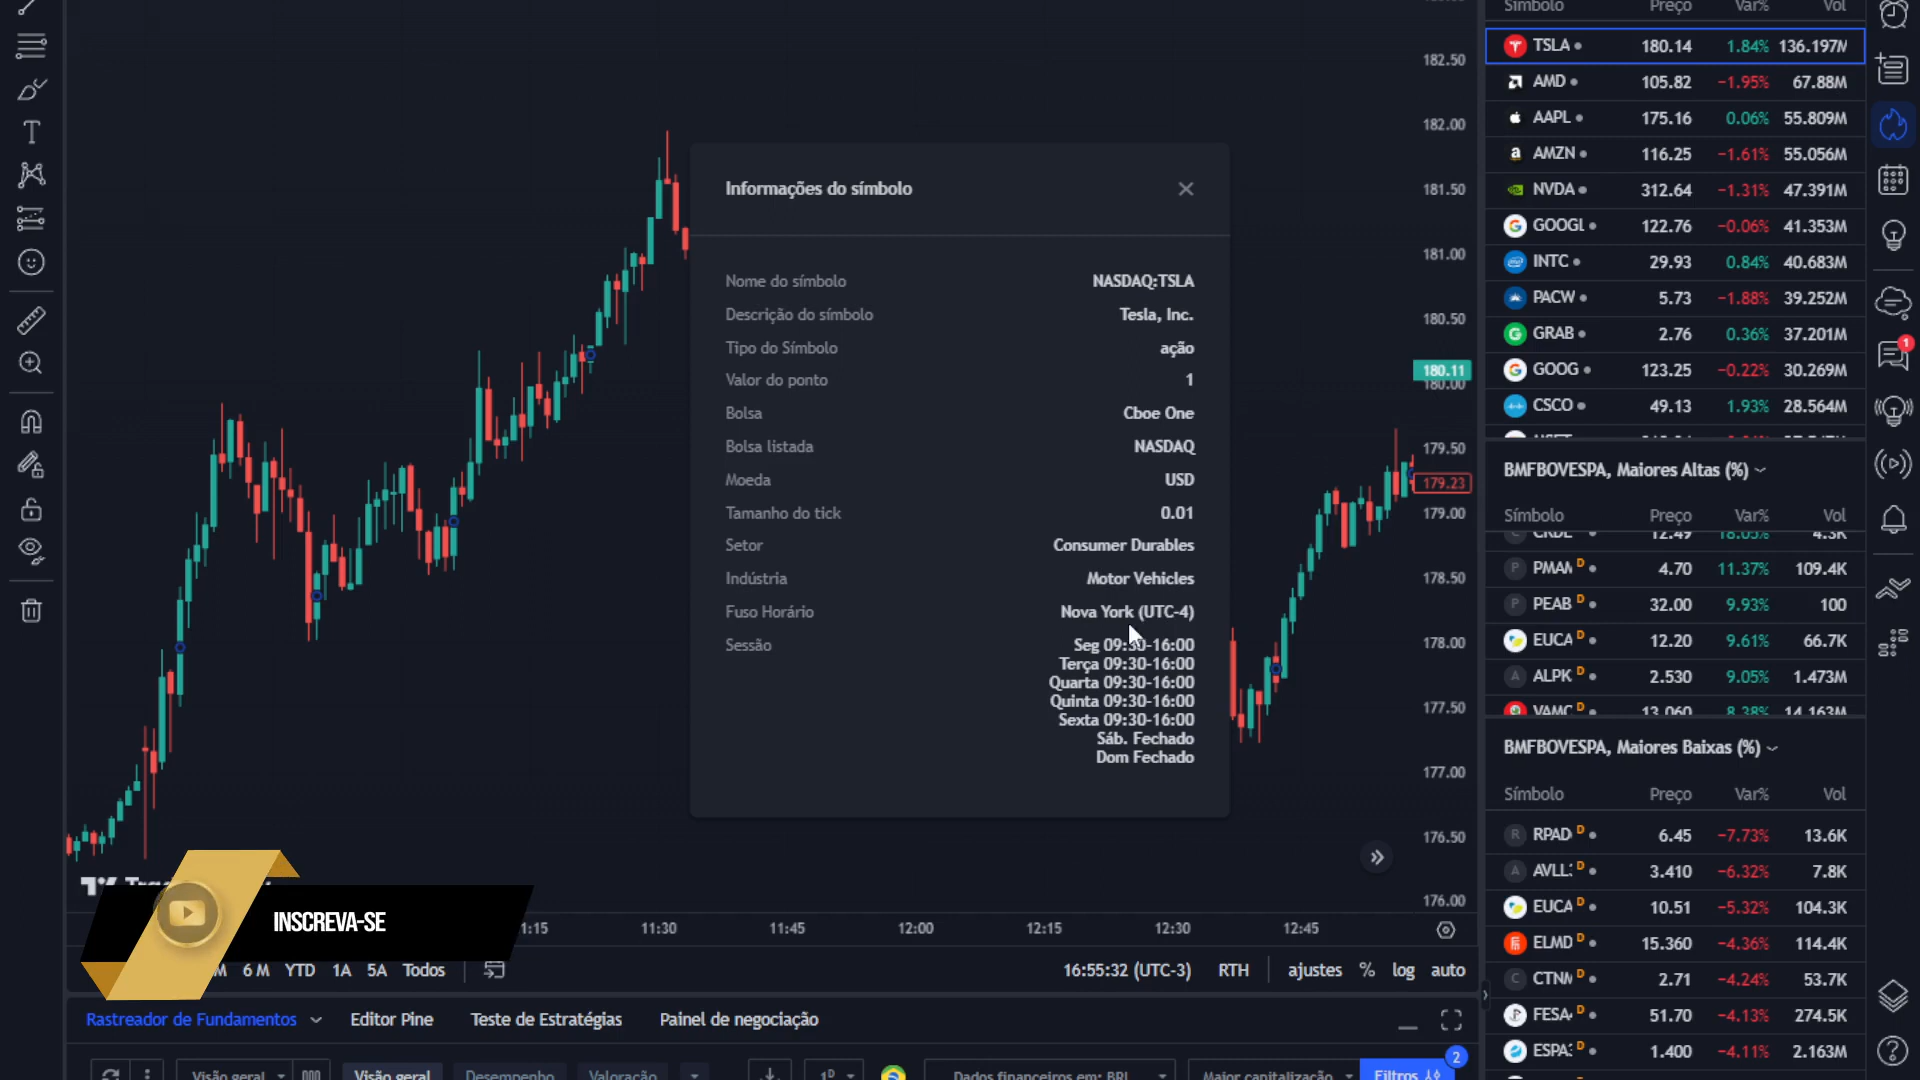 Símbolo Preço Var% Vol
TSLA 180.14 1.84% 136.197M
AMD 105.82 −1.95% 67.88M
AAPL 175.16 0.06% 55.809M
AMZN 116.25 −1.61% 55.056M
NVDA 312.64 −1.31% 47.391M
GOOGL 122.76 −0.06% 41.353M
INTC 29.93 0.84% 40.683M
PACW 5.73 −1.88% 39.252M
GRAB 2.76 0.36% 37.201M
GOOG 123.25 −0.22% 30.269M
CSCO 49.13 1.93% 28.564M
BMFBOVESPA, Maiores Altas (%)
Símbolo Preço Var% Vol
PMAM D 4.70 11.37% 109.4K
PEAB D 32.00 9.93% 100
EUCA D 12.20 9.61% 66.7K
ALPK D 2.530 9.05% 1.473M
VAMC D 13.060 8.38% 14.163M
BMFBOVESPA, Maiores Baixas (%)
Símbolo Preço Var% Vol
RPAD D 6.45 −7.73% 13.6K
AVLL D 3.410 −6.32% 7.8K
EUCA D 10.51 −5.32% 104.3K
ELMD D 15.360 −4.36% 114.4K
CTNM D 2.71 −4.24% 53.7K
FESA D 51.70 −4.13% 274.5K
ESPA D 1.400 −4.11% 2.163M
182.50
182.00
181.50
181.00
180.50
180.11
180.00
179.50
179.23
179.00
178.50
178.00
177.50
177.00
176.50
176.00
Informações do símbolo
Nome do símbolo NASDAQ:TSLA
Descrição do símbolo Tesla, Inc.
Tipo do Símbolo ação
Valor do ponto 1
Bolsa Cboe One
Bolsa listada NASDAQ
Moeda USD
Tamanho do tick 0.01
Setor Consumer Durables
Indústria Motor Vehicles
Fuso Horário Nova York (UTC-4)
Sessão Seg 09:30-16:00
Terça 09:30-16:00
Quarta 09:30-16:00
Quinta 09:30-16:00
Sexta 09:30-16:00
Sáb. Fechado
Dom Fechado
INSCREVA-SE
1:15 11:30 11:45 12:00 12:15 12:30 12:45
M 6M YTD 1A 5A Todos 16:55:32 (UTC-3) RTH ajustes % log auto
Rastreador de Fundamentos Editor Pine Teste de Estratégias Painel de negociação
Visão geral Visão geral Desempenho Valoração 1D Dados financeiros em: BRL Maior capitalização Filtros 2
1